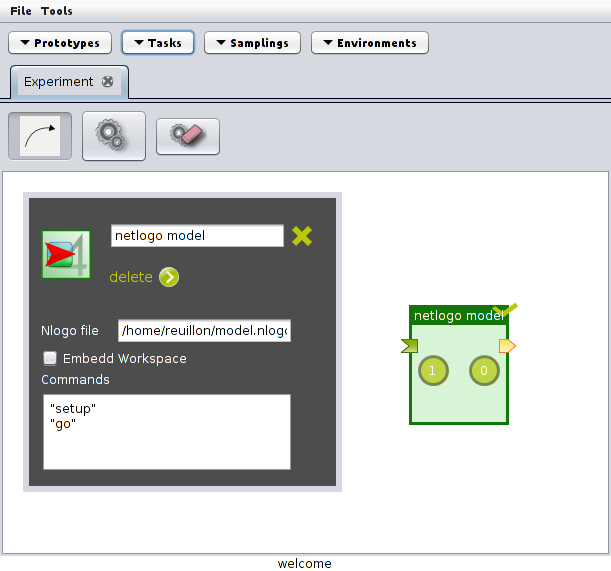 File Tools
Prototypes Tasks Samplings Environments
Experiment
4
netlogo model
delete
Nlogo file /home/reuillon/model.nlogo
Embedd Workspace
Commands
"setup"
"go"
netlogo model
1 0
welcome